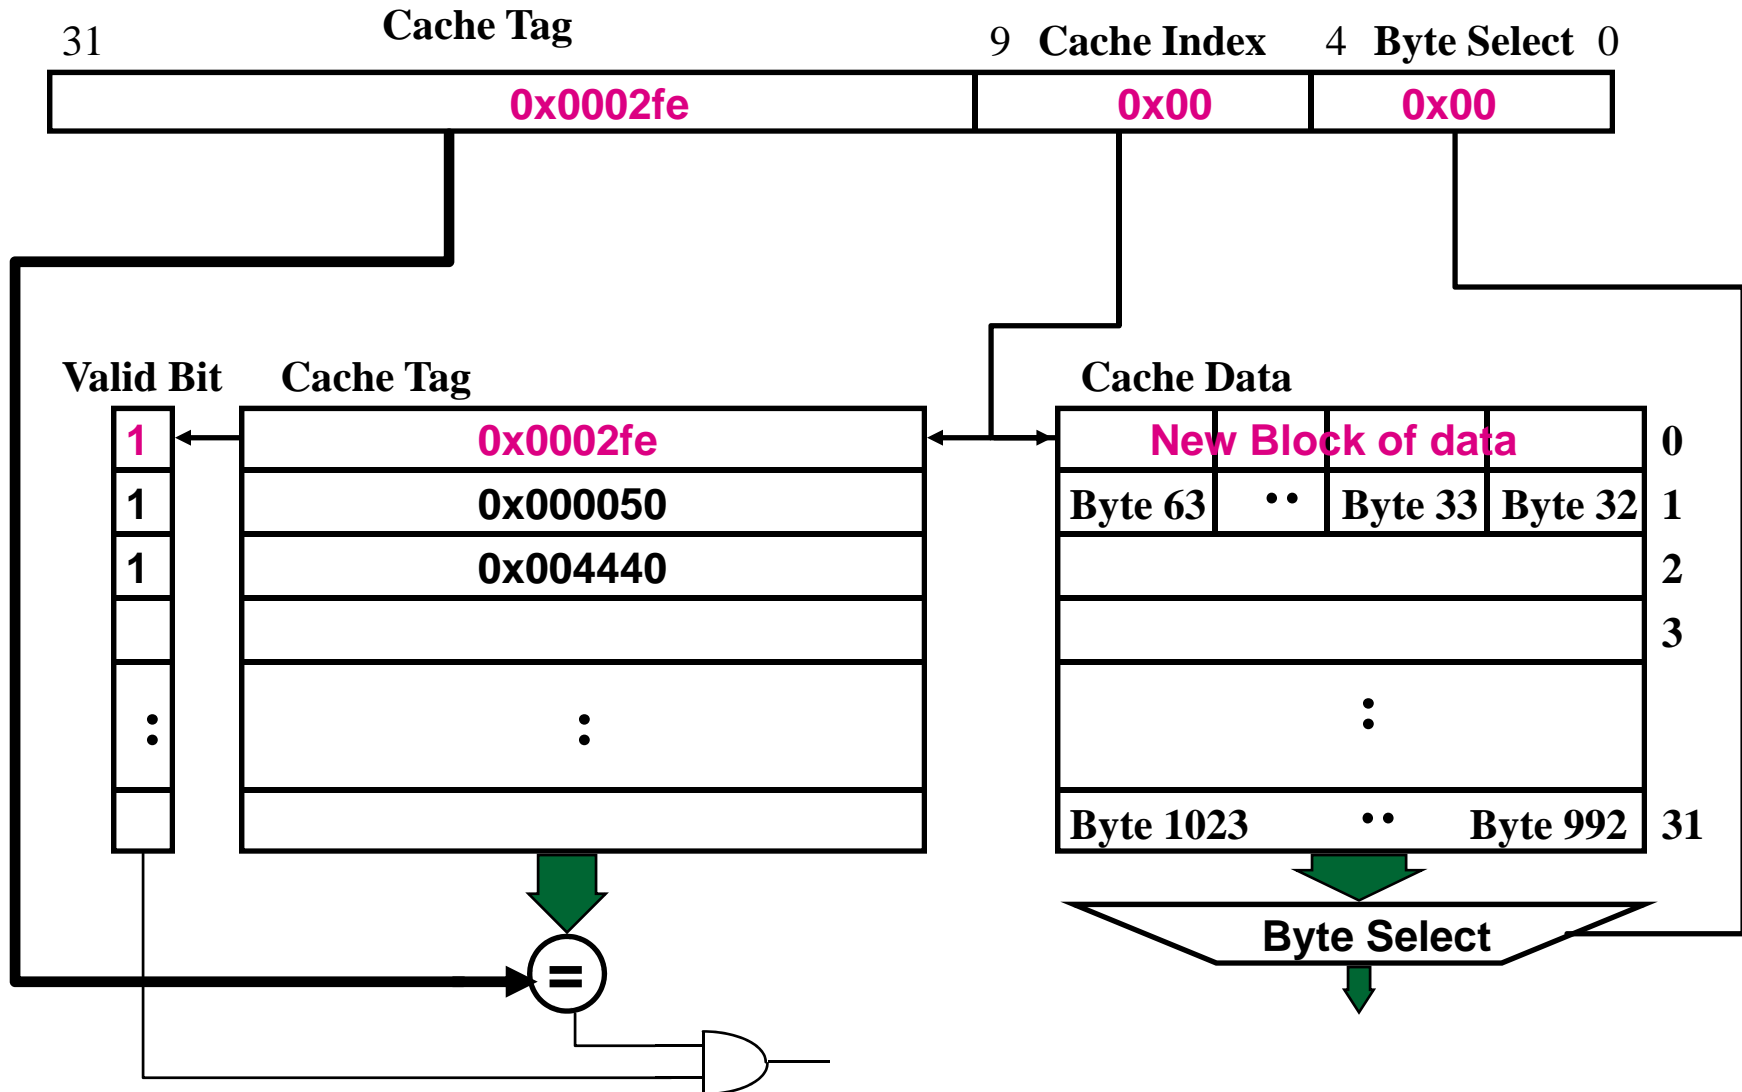 Cache Tag
31 9 Cache Index 4 Byte Select 0
0x0002fe 0x00 0x00
Valid Bit Cache Tag Cache Data
1 0x0002fe New Block of data 0
1 0x000050 Byte 63 ·· Byte 33 Byte 32 1
1 0x004440 2
3
: : :
Byte 1023 ·· Byte 992 31
Byte Select
=